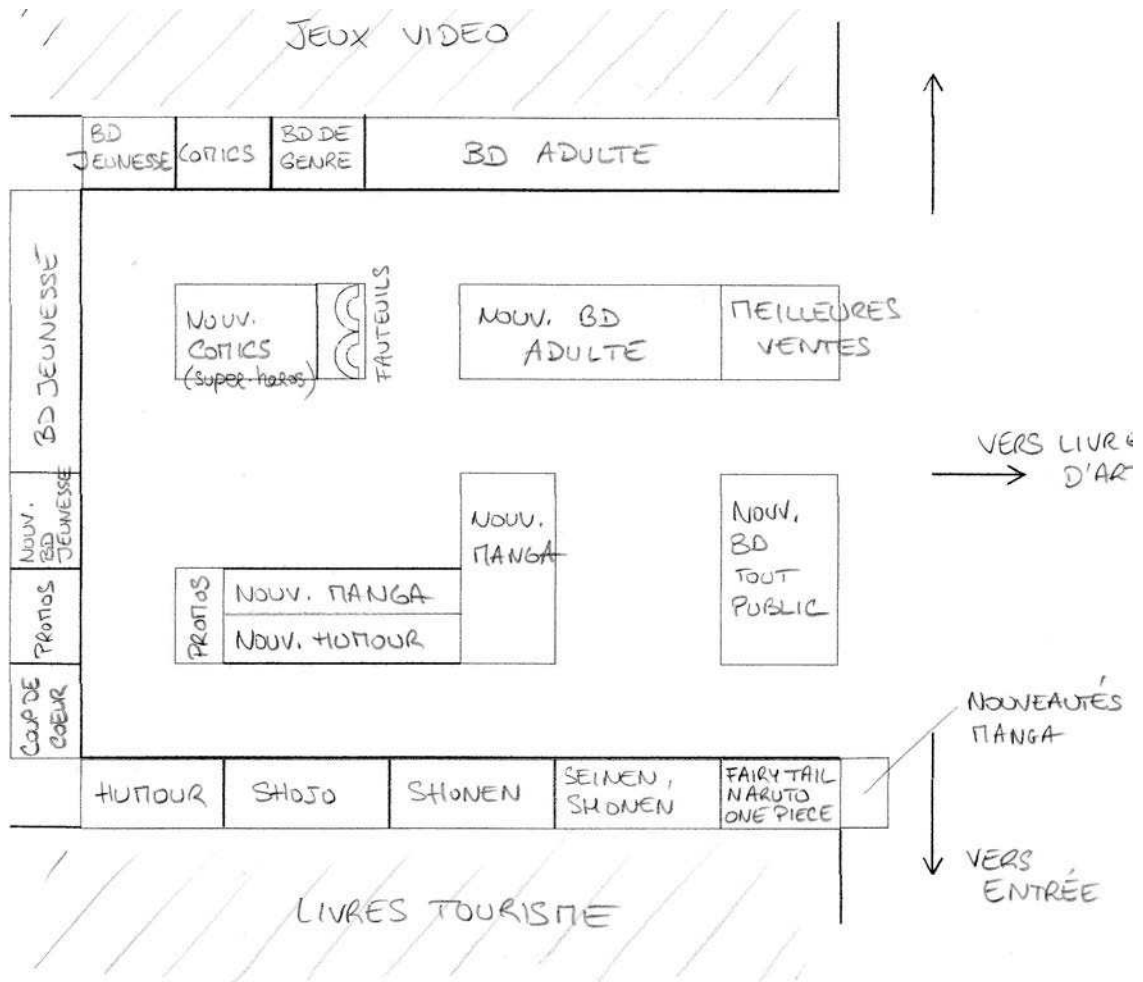 JEUX VIDEO
BD
JEUNESSE
COMICS
BD DE
GENRE
BD ADULTE
BD JEUNESSE
NOUV.
COMICS
(super-heros)
FAUTEUILS
NOUV. BD
ADULTE
MEILLEURES
VENTES
VERS LIVRE
D'ART
NOUV.
BD
JEUNESSE
NOUV.
MANGA
NOUV.
BD
TOUT
PUBLIC
PROMOS
PROMOS
NOUV. MANGA
NOUV. HUMOUR
COUP DE
COEUR
NOUVEAUTÉS
MANGA
HUMOUR
SHOJO
SHONEN
SEINEN,
SHONEN
FAIRY TAIL
NARUTO
ONE PIECE
VERS
ENTRÉE
LIVRES TOURISME